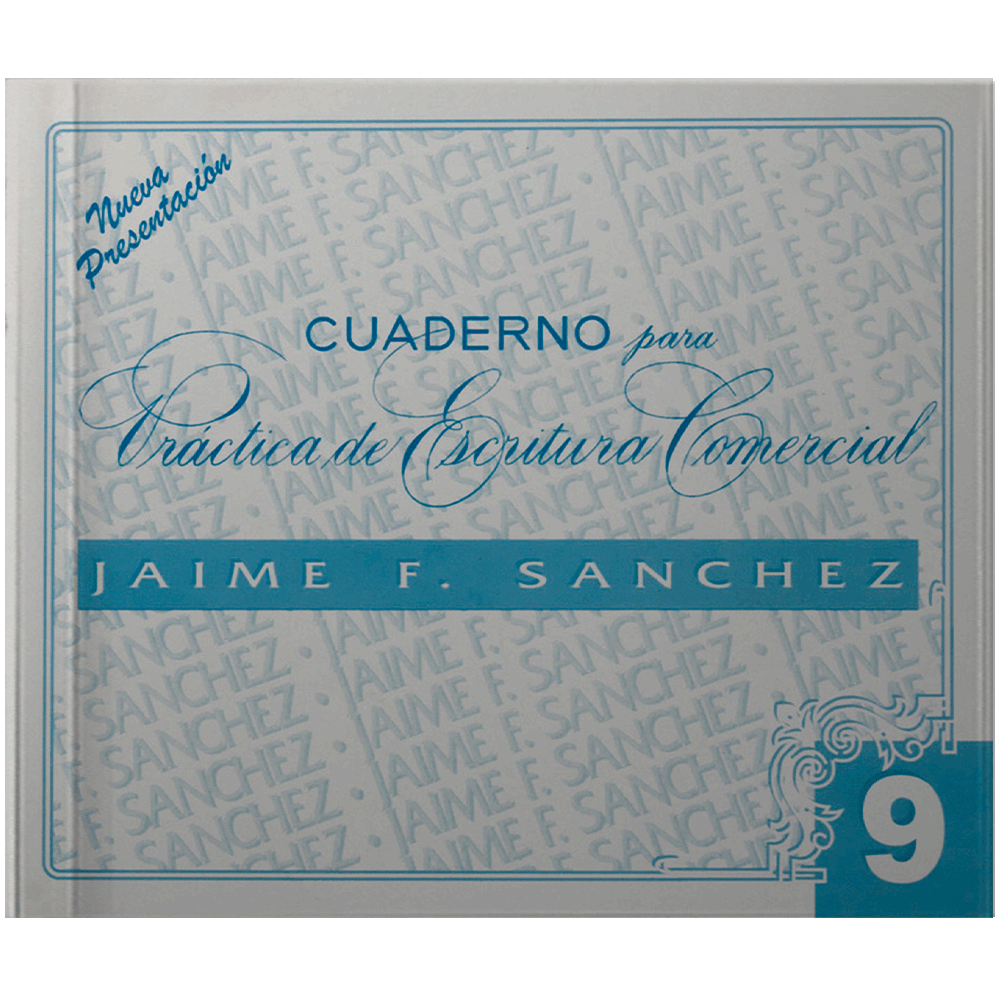 Nueva
Presentación
CUADERNO para
Práctica de Escritura Comercial
JAIME F. SANCHEZ
9